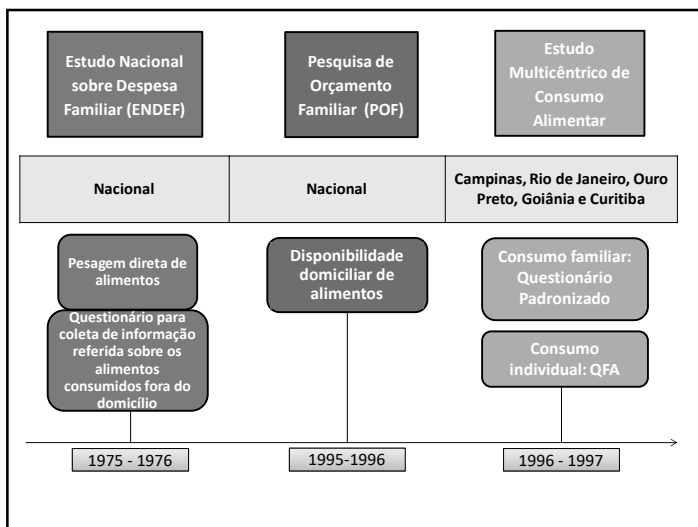 Estudo Nacional
sobre Despesa
Familiar (ENDEF)
Pesquisa de
Orçamento
Familiar (POF)
Estudo
Multicêntrico de
Consumo
Alimentar
Nacional
Nacional
Campinas, Rio de Janeiro, Ouro
Preto, Goiânia e Curitiba
Pesagem direta de
alimentos
Questionário para
coleta de informação
referida sobre os
alimentos
consumidos fora do
domicílio
Disponibilidade
domiciliar de
alimentos
Consumo familiar:
Questionário
Padronizado
Consumo
individual: QFA
1975 - 1976
1995-1996
1996 - 1997